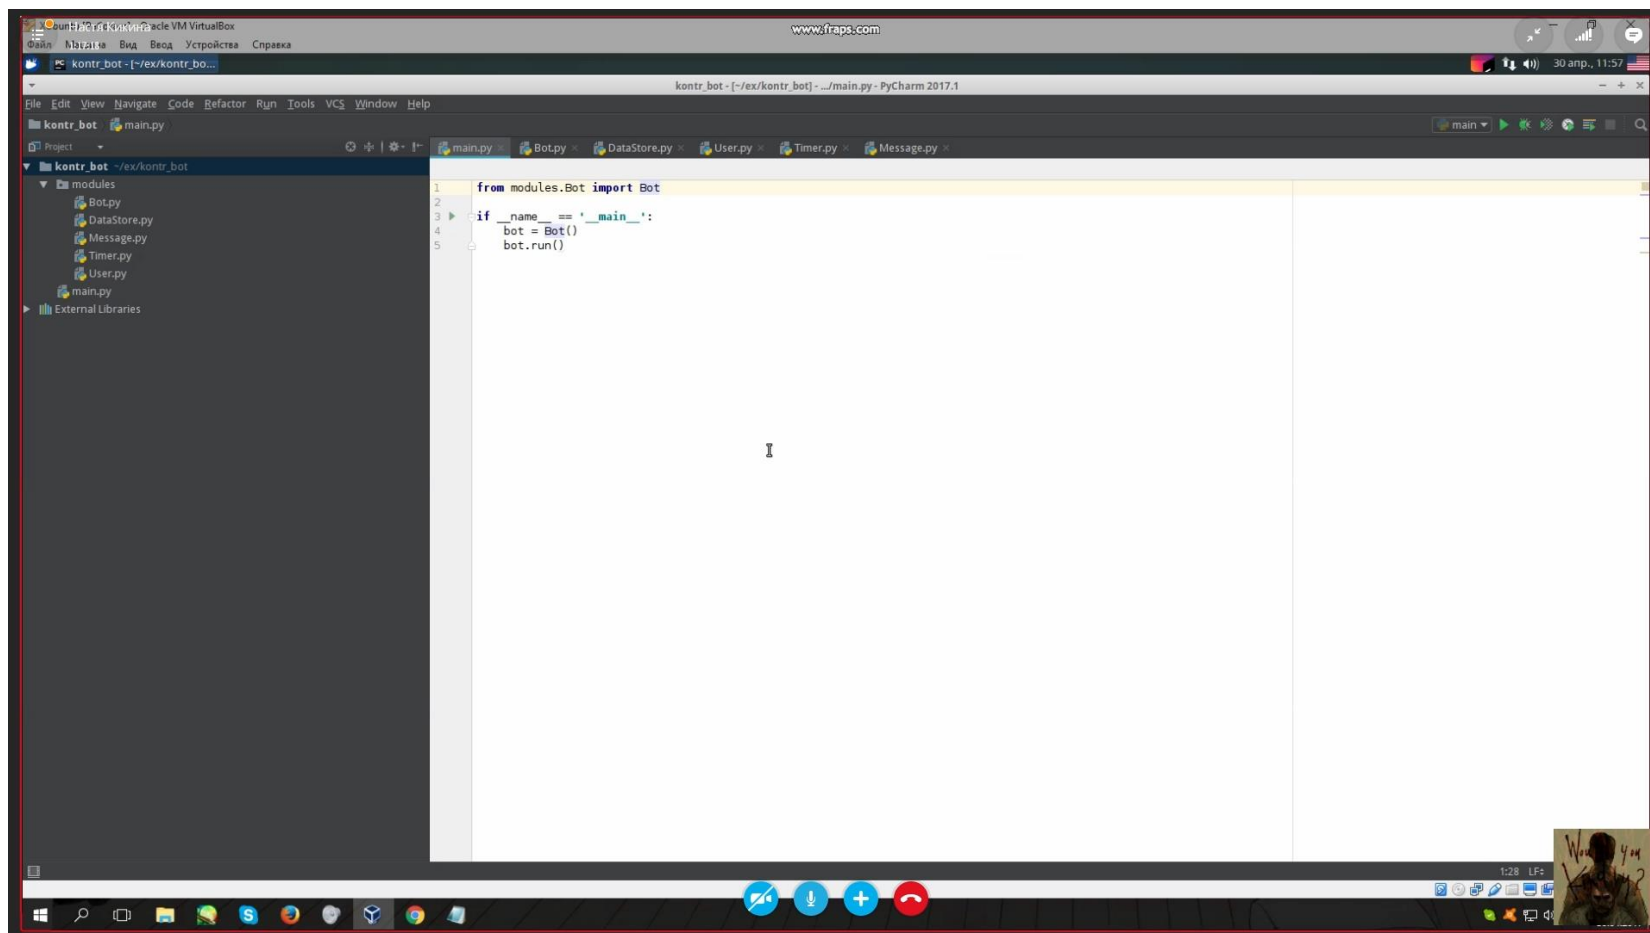 Настя Кикина
acle VM VirtualBox
www.fraps.com
Файл Вид Ввод Устройства Справка
kontr_bot - [~/ex/kontr_bo...
30 апр., 11:57
kontr_bot - [~/ex/kontr_bot] - .../main.py - PyCharm 2017.1
File Edit View Navigate Code Refactor Run Tools VCS Window Help
kontr_bot main.py
main
Project
main.py Bot.py DataStore.py User.py Timer.py Message.py
kontr_bot ~/ex/kontr_bot
modules
Bot.py
DataStore.py
Message.py
Timer.py
User.py
main.py
External Libraries
1 from modules.Bot import Bot
2
3 if __name__ == '__main__':
4 bot = Bot()
5 bot.run()
1:28 LF÷
you